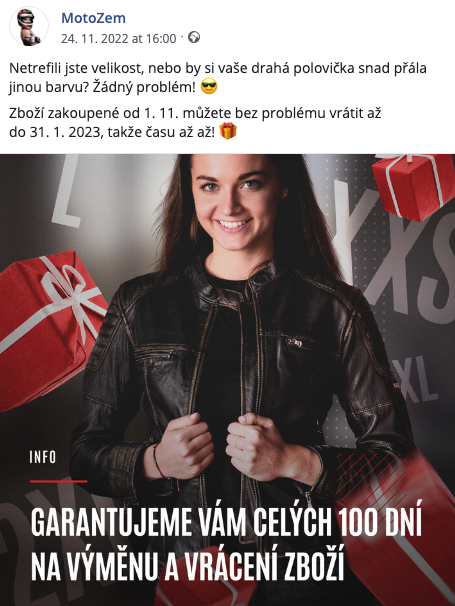 MotoZem
24. 11. 2022 at 16:00 ·
Netrefili jste velikost, nebo by si vaše drahá polovička snad přála
jinou barvu? Žádný problém! 😎
Zboží zakoupené od 1. 11. můžete bez problému vrátit až
do 31. 1. 2023, takže času až až! 🎁
L
XS
XL
INFO
2X
GARANTUJEME VÁM CELÝCH 100 DNÍ
NA VÝMĚNU A VRÁCENÍ ZBOŽÍ